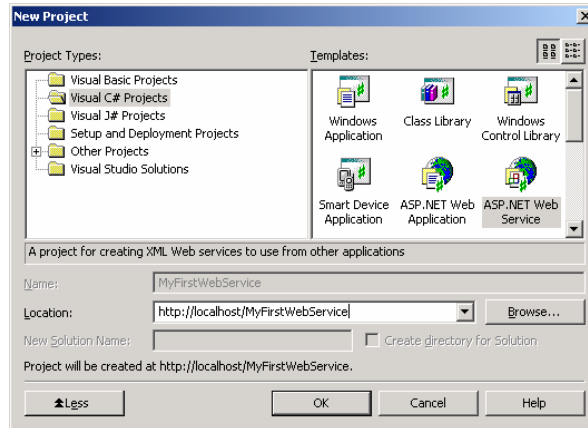 New Project
Project Types:
Templates:
Visual Basic Projects
Visual C# Projects
Visual J# Projects
Setup and Deployment Projects
Other Projects
Visual Studio Solutions
Windows Application
Class Library
Windows Control Library
Smart Device Application
ASP.NET Web Application
ASP.NET Web Service
A project for creating XML Web services to use from other applications
Name:
MyFirstWebService
Location:
http://localhost/MyFirstWebService
Browse...
New Solution Name:
Create directory for Solution
Project will be created at http://localhost/MyFirstWebService.
Less
OK
Cancel
Help